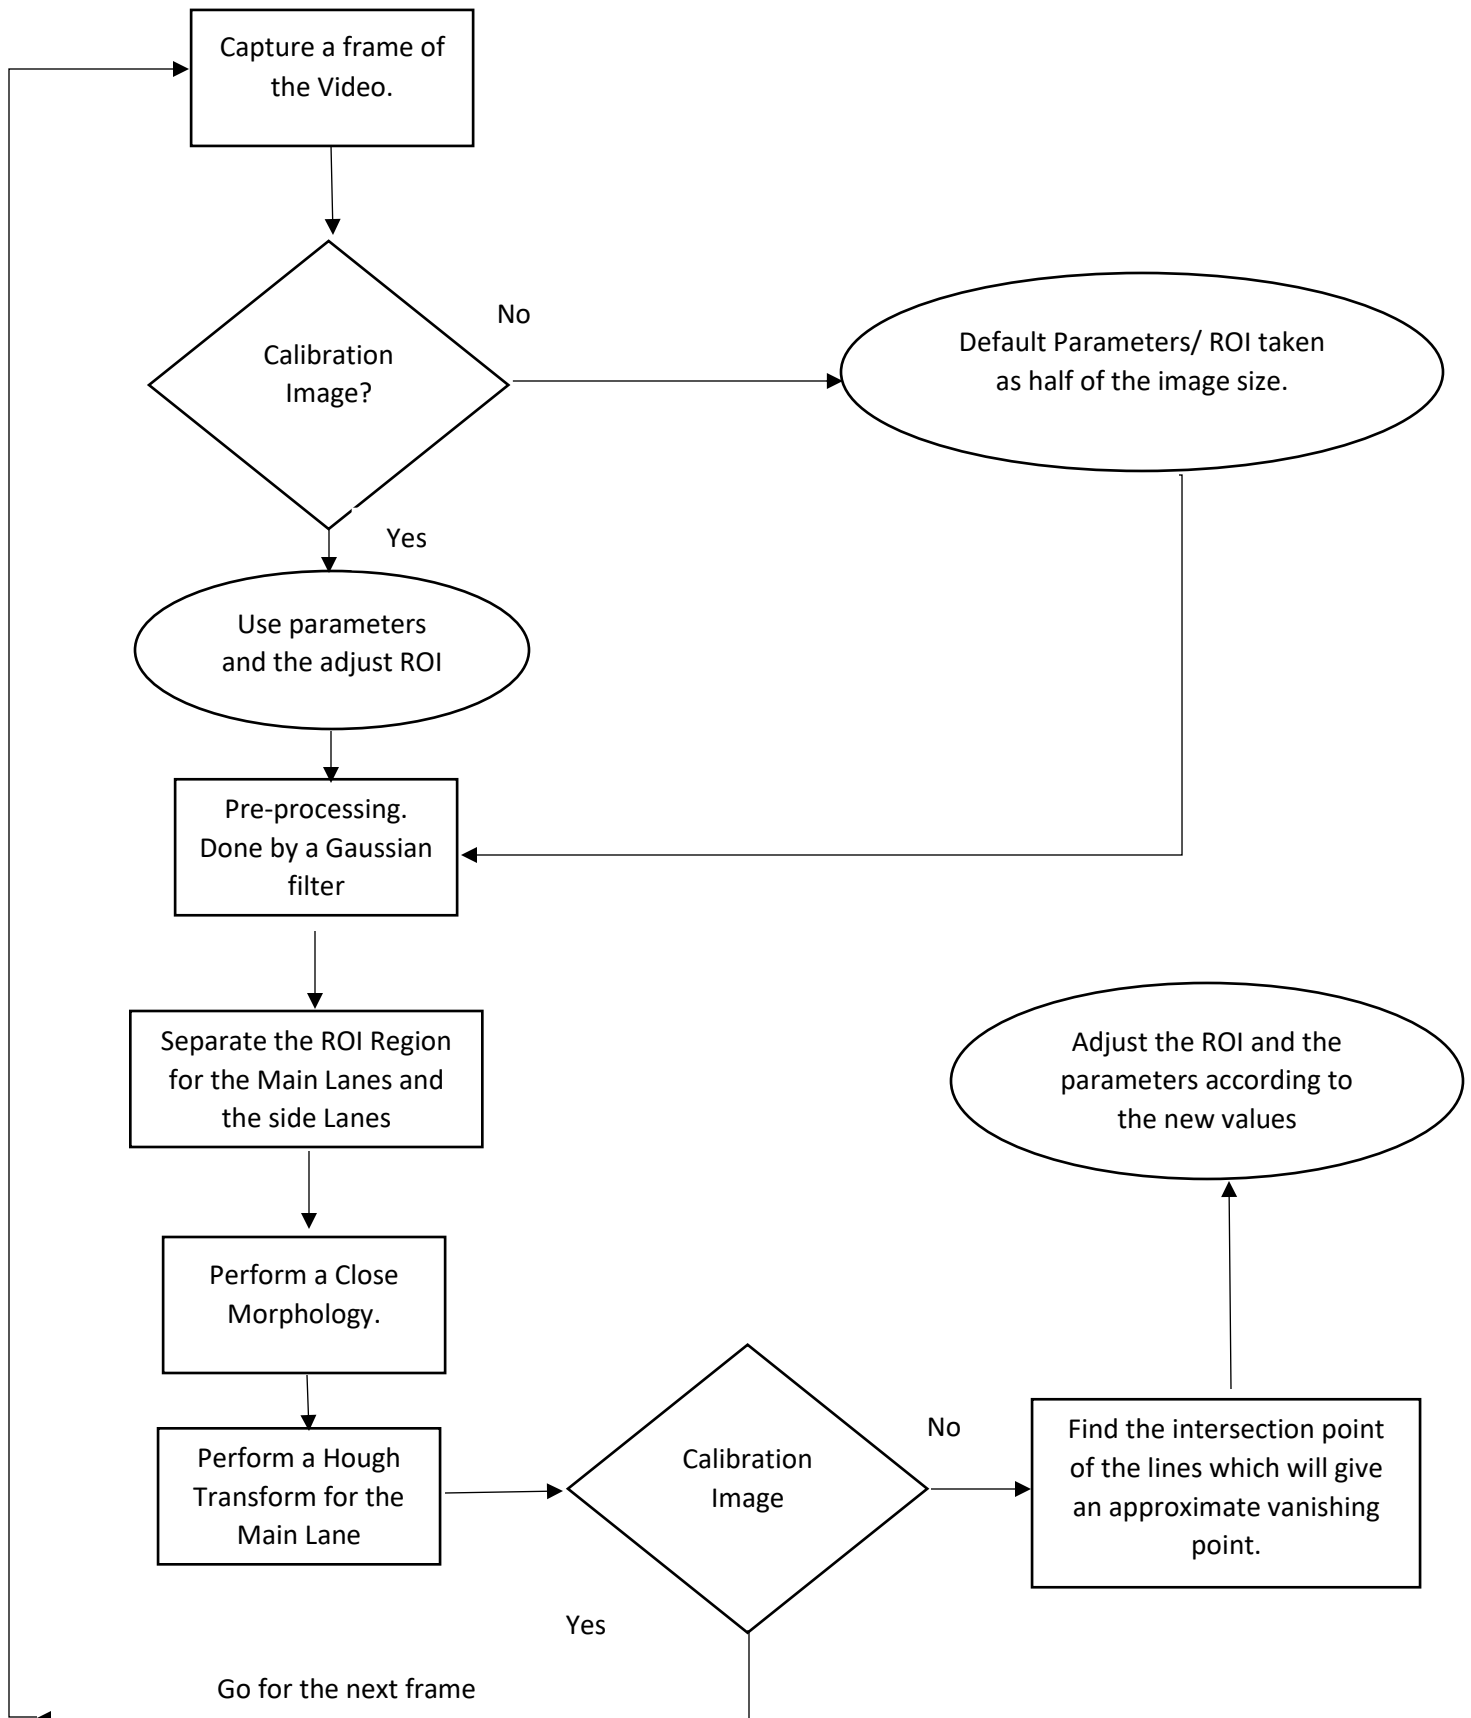 Capture a frame of
the Video.
No
Calibration
Image?
Default Parameters/ ROI taken
as half of the image size.
Yes
Use parameters
and the adjust ROI
Pre-processing.
Done by a Gaussian
filter
Separate the ROI Region
for the Main Lanes and
the side Lanes
Adjust the ROI and the
parameters according to
the new values
Perform a Close
Morphology.
Perform a Hough
Transform for the
Main Lane
Calibration
Image
No
Find the intersection point
of the lines which will give
an approximate vanishing
point.
Yes
Go for the next frame